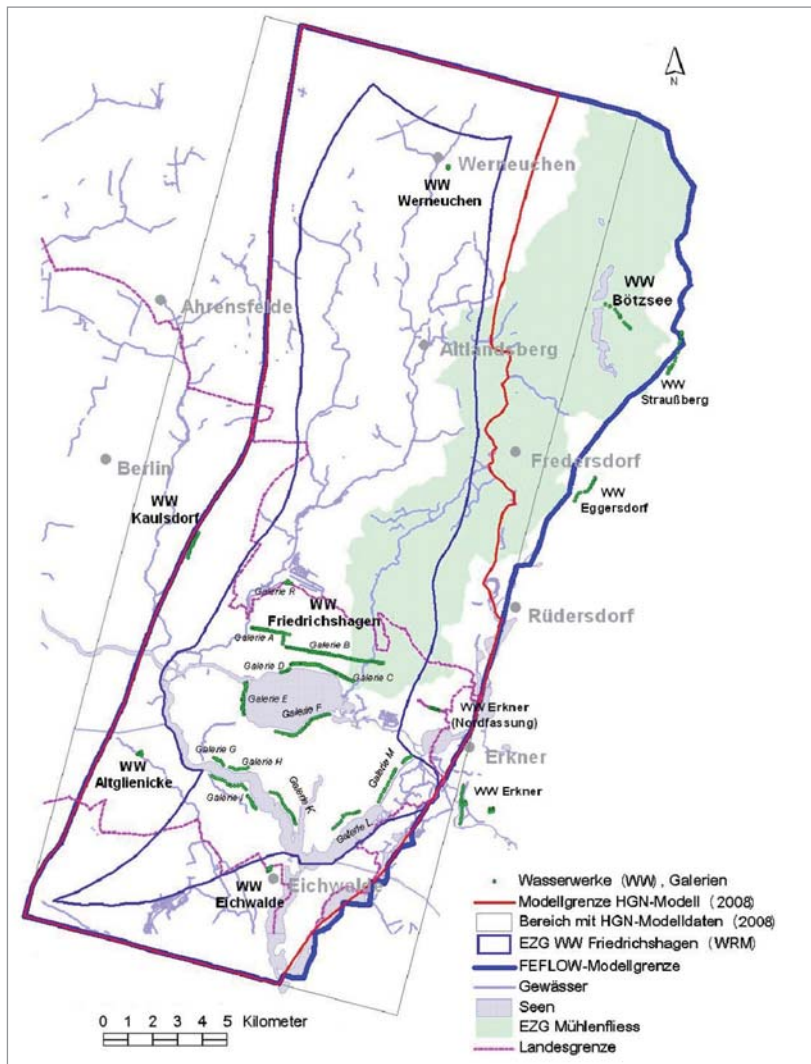 N
Werneuchen
WW
Werneuchen
Ahrensfelde
WW
Bötzsee
Altlandsberg
WW
Straußberg
Berlin
Fredersdorf
WW
Kaulsdorf
WW
Eggersdorf
Galerie R
WW
Friedrichshagen
Rüdersdorf
Galerie A
Galerie B
Galerie D
Galerie C
Galerie E
Galerie F
WW Erkner
(Nordfassung)
Galerie G
Galerie H
Galerie M
Erkner
WW
Altglienicke
Galerie I
Galerie K
WW Erkner
Galerie L
WW
Eichwalde
Eichwalde
Wasserwerke (WW), Galerien
Modellgrenze HGN-Modell (2008)
Bereich mit HGN-Modelldaten (2008)
EZG WW Friedrichshagen (WRM)
FEFLOW-Modellgrenze
Gewässer
Seen
EZG Mühlenfliess
Landesgrenze
0 1 2 3 4 5 Kilometer